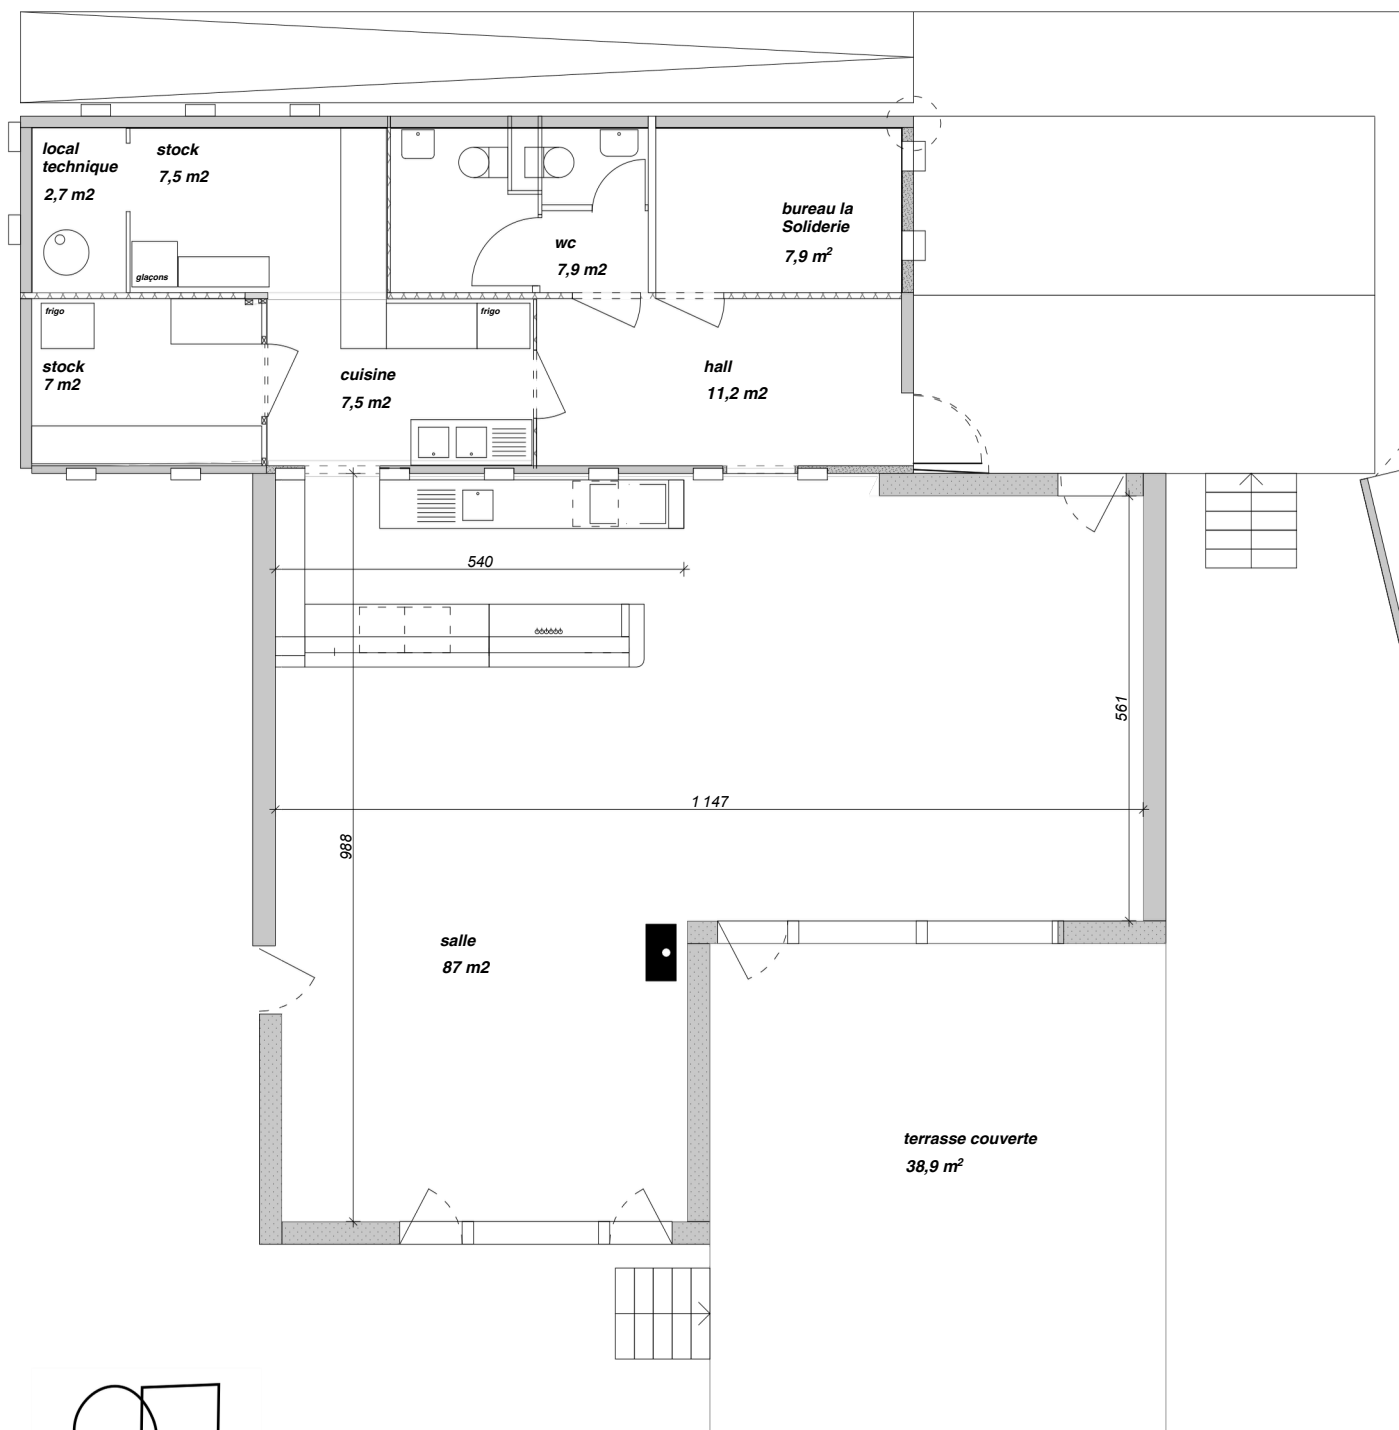 local
technique
2,7 m2
stock
7,5 m2
glaçons
wc
7,9 m2
bureau la
Soliderie
7,9 m²
frigo
stock
7 m2
frigo
cuisine
7,5 m2
hall
11,2 m2
540
561
1 147
988
salle
87 m2
terrasse couverte
38,9 m²